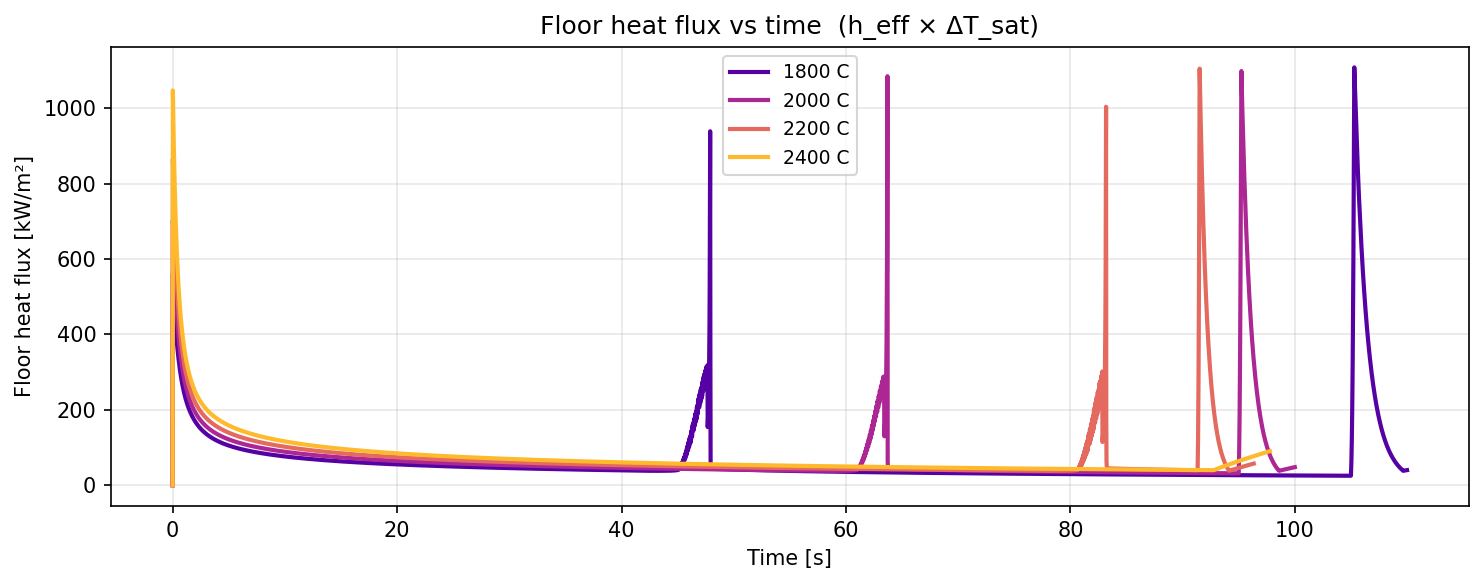 Floor heat flux vs time  (h_eff × ΔT_sat)
Floor heat flux [kW/m²]
1000
800
600
400
200
0
1800 C
2000 C
2200 C
2400 C
0
20
40
60
80
100
Time [s]